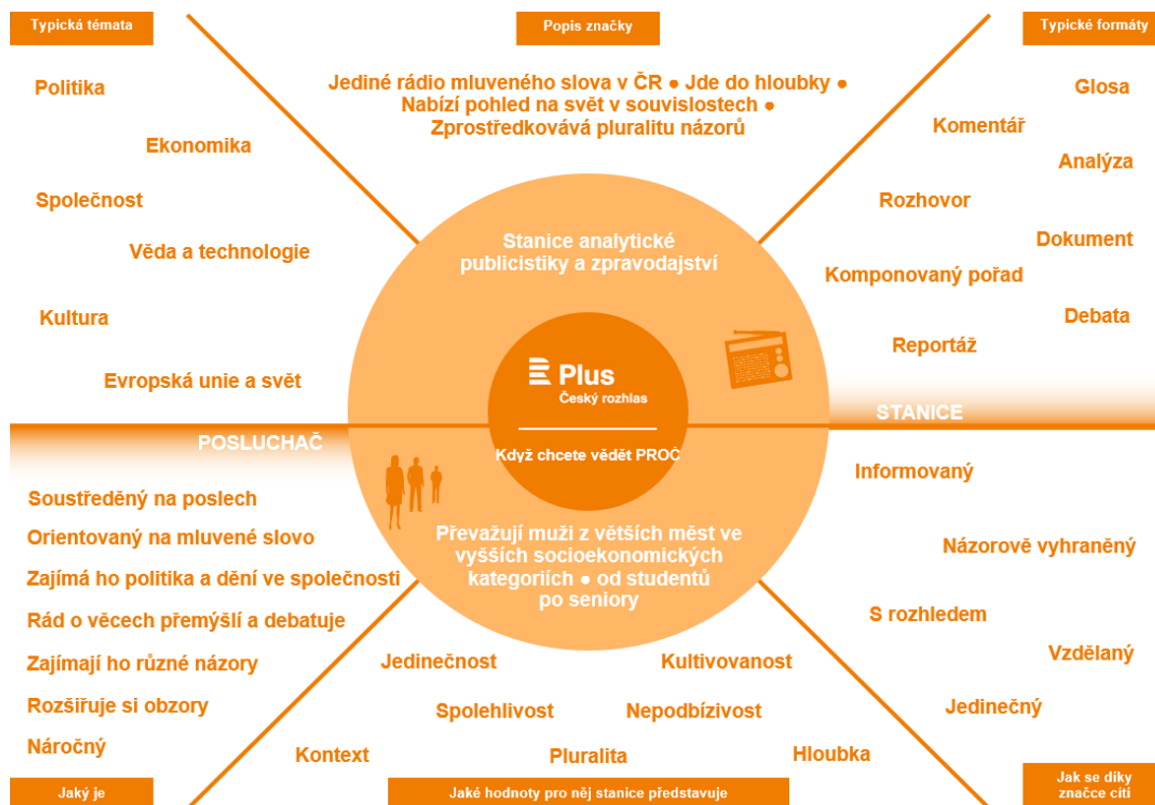 Typická témata
Politika
Ekonomika
Společnost
Věda a technologie
Kultura
Evropská unie a svět
Popis značky
Jediné rádio mluveného slova v ČR ● Jde do hloubky ●
Nabízí pohled na svět v souvislostech ●
Zprostředkovává pluralitu názorů
Typické formáty
Glosa
Komentář
Analýza
Rozhovor
Dokument
Komponovaný pořad
Debata
Reportáž
STANICE
Stanice analytické
publicistiky a zpravodajství
Plus
Český rozhlas
Když chcete vědět PROČ
Převažují muži z větších měst ve
vyšších socioekonomických
kategoriích ● od studentů
po seniory
POSLUCHAČ
Soustředěný na poslech
Orientovaný na mluvené slovo
Zajímá ho politika a dění ve společnosti
Rád o věcech přemýšlí a debatuje
Zajímají ho různé názory
Rozšiřuje si obzory
Náročný
Jaký je
Jedinečnost
Kultivovanost
Spolehlivost
Nepodbízivost
Kontext
Pluralita
Hloubka
Jaké hodnoty pro něj stanice představuje
Informovaný
Názorově vyhraněný
S rozhledem
Vzdělaný
Jedinečný
Jak se díky
značce cítí